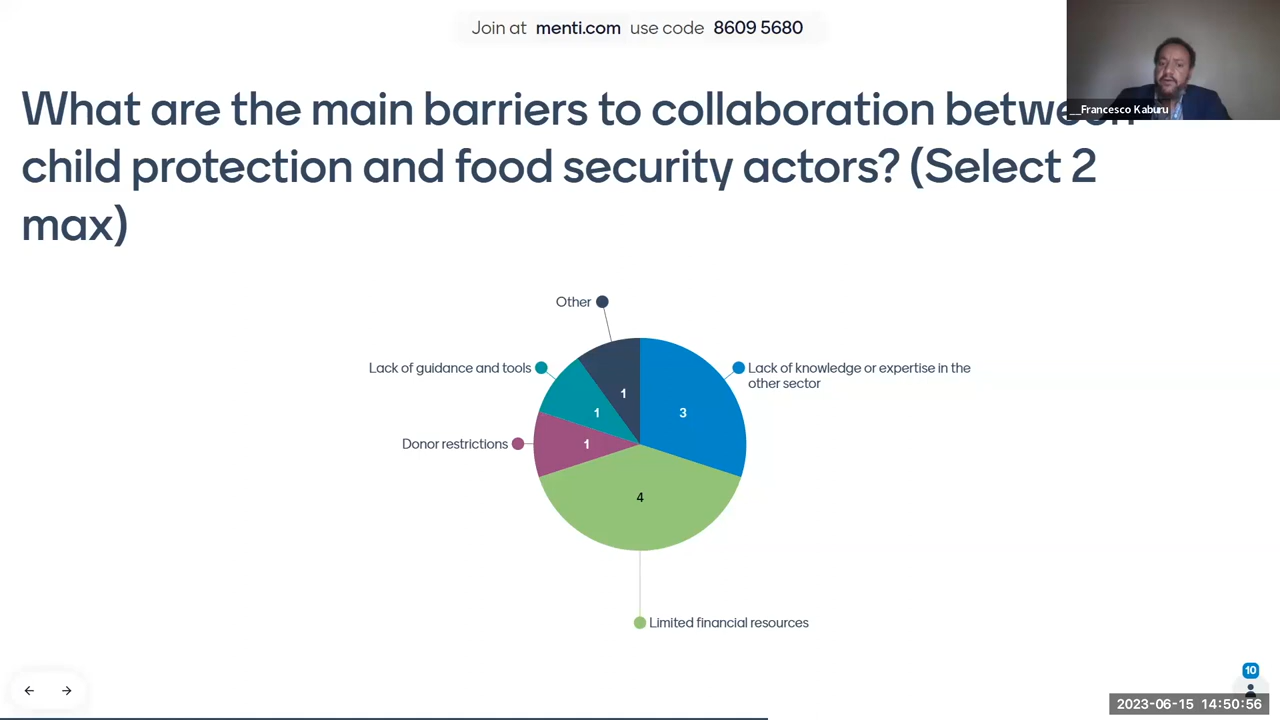 Join at menti.com use code 8609 5680
What are the main barriers to collaboration between
child protection and food security actors? (Select 2
max)
__Francesco Kaburu
Other
Lack of guidance and tools
Lack of knowledge or expertise in the
other sector
Donor restrictions
1
1
3
1
4
Limited financial resources
10
2023-06-15 14:50:56